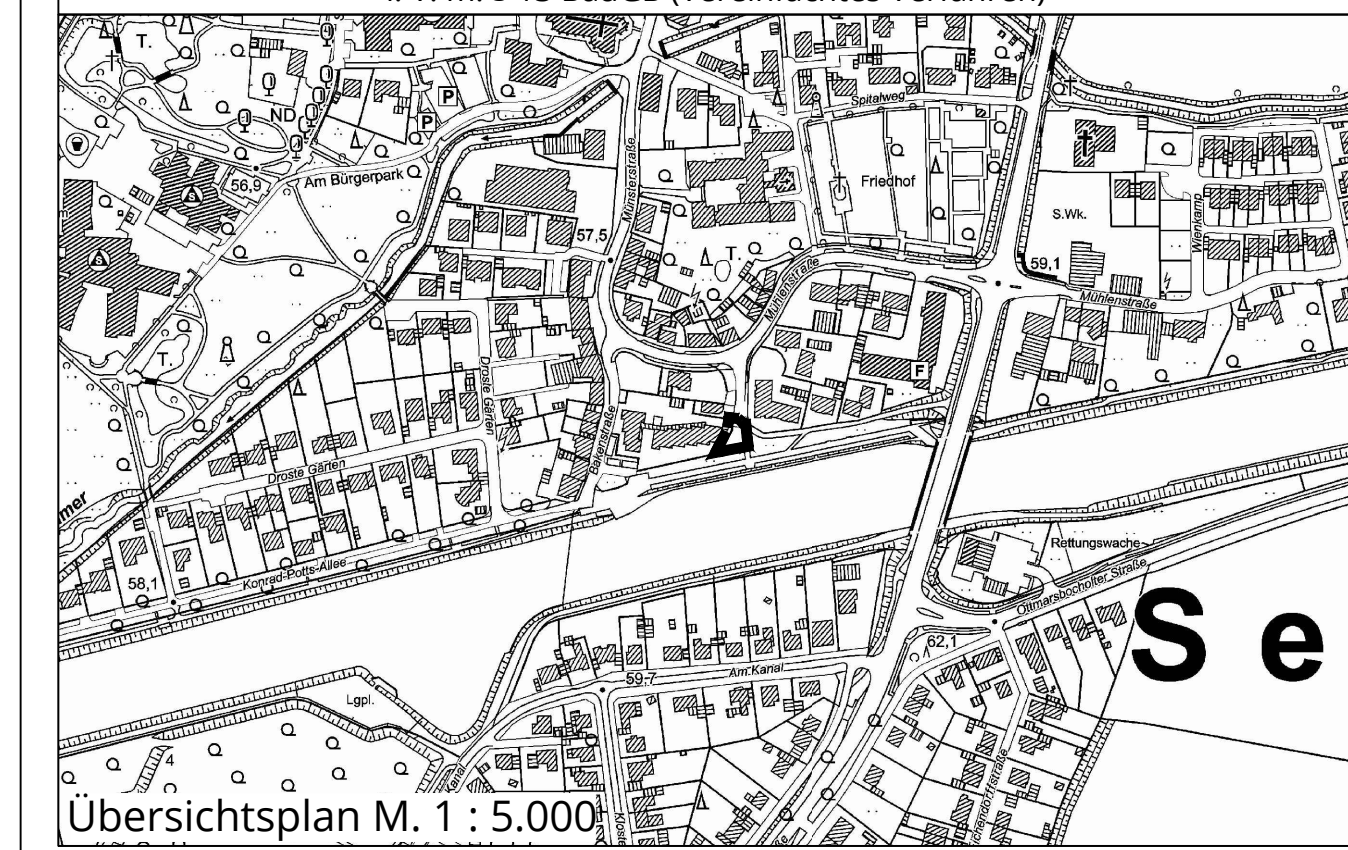 T.
ND
P
P
Spitalweg
56,9
Am Bürgerpark
Münsterstraße
Friedhof
57,5
T.
S.Wk.
Wienkamp
Mühlenstraße
59,1
Mühlenstraße
T.
F
Droste Gärten
Bakenstraße
Droste Gärten
58,1
Konrad-Potts-Allee
Rettungswache
Ottmarsbocholter Straße
S e
62,1
Am Kanal
59,7
Lgpl.
4
Kanal
Übersichtsplan M. 1 : 5.000